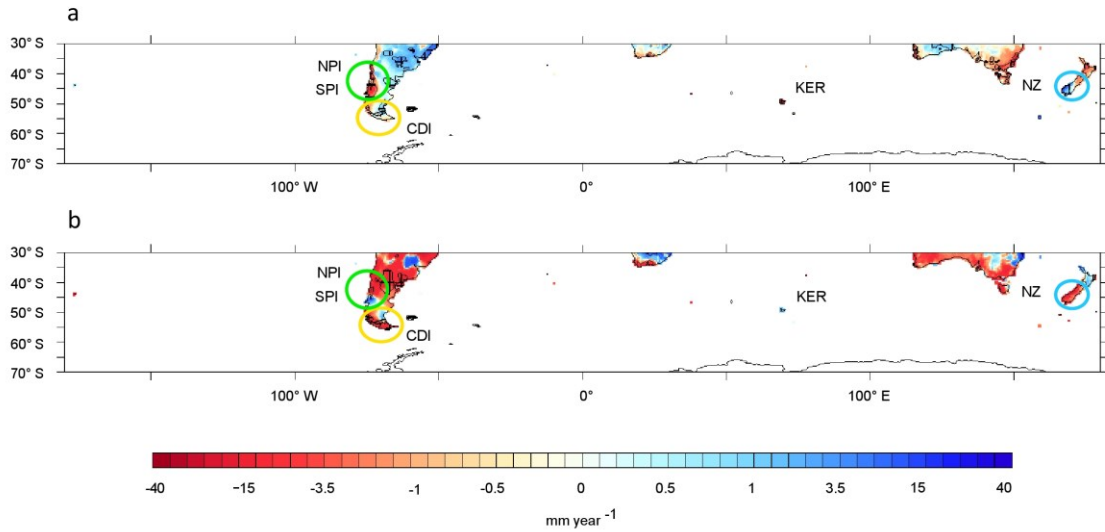 a
30° S
40° S
50° S
60° S
70° S
NPI
SPI
CDI
KER
NZ
100° W
0°
100° E
b
30° S
40° S
50° S
60° S
70° S
NPI
SPI
CDI
KER
NZ
100° W
0°
100° E
-40 −15 -3.5 -1 -0.5 0 0.5 1 3.5 15 40
mm year -1